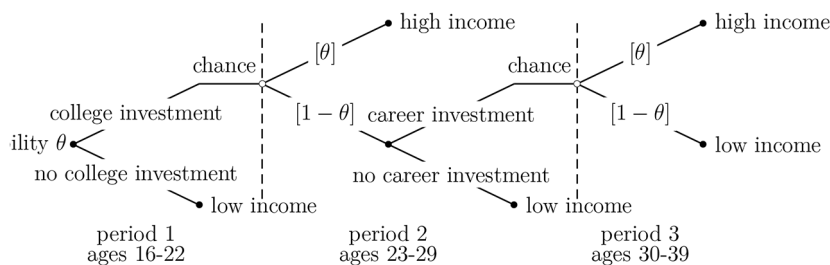 [θ] high income
[θ] high income
chance
chance
college investment
[1 − θ] career investment
[1 − θ]
ility θ
low income
no college investment
no career investment
low income
low income
period 1
ages 16-22
period 2
ages 23-29
period 3
ages 30-39